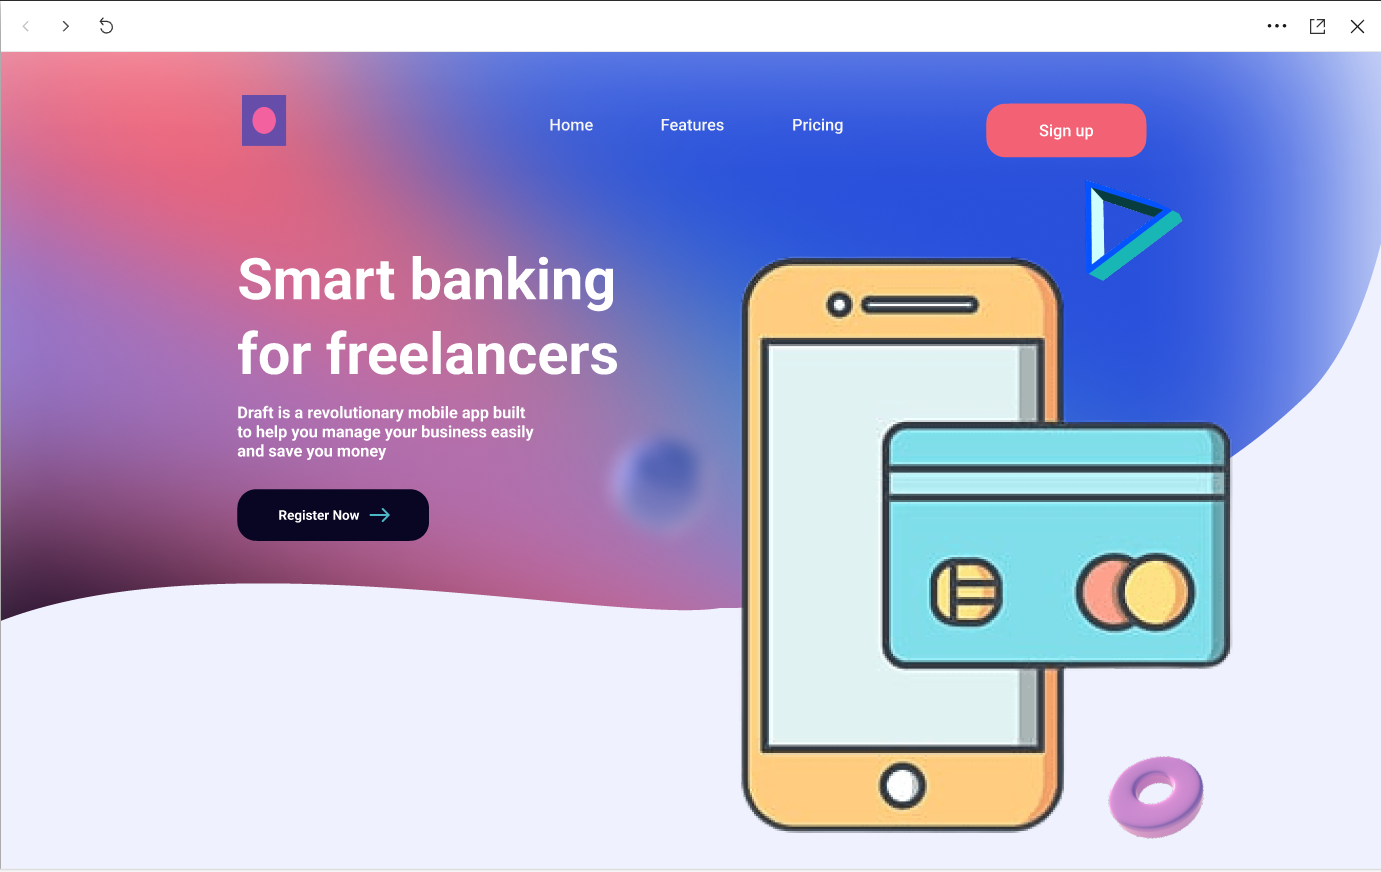 Home
Features
Pricing
Sign up
Smart banking
for freelancers
Draft is a revolutionary mobile app built
to help you manage your business easily
and save you money
Register Now